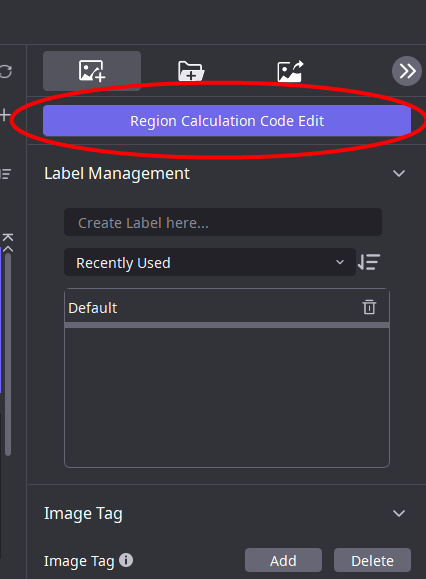 Region Calculation Code Edit
Label Management
Create Label here...
Recently Used
Default
Image Tag
Image Tag Add Delete